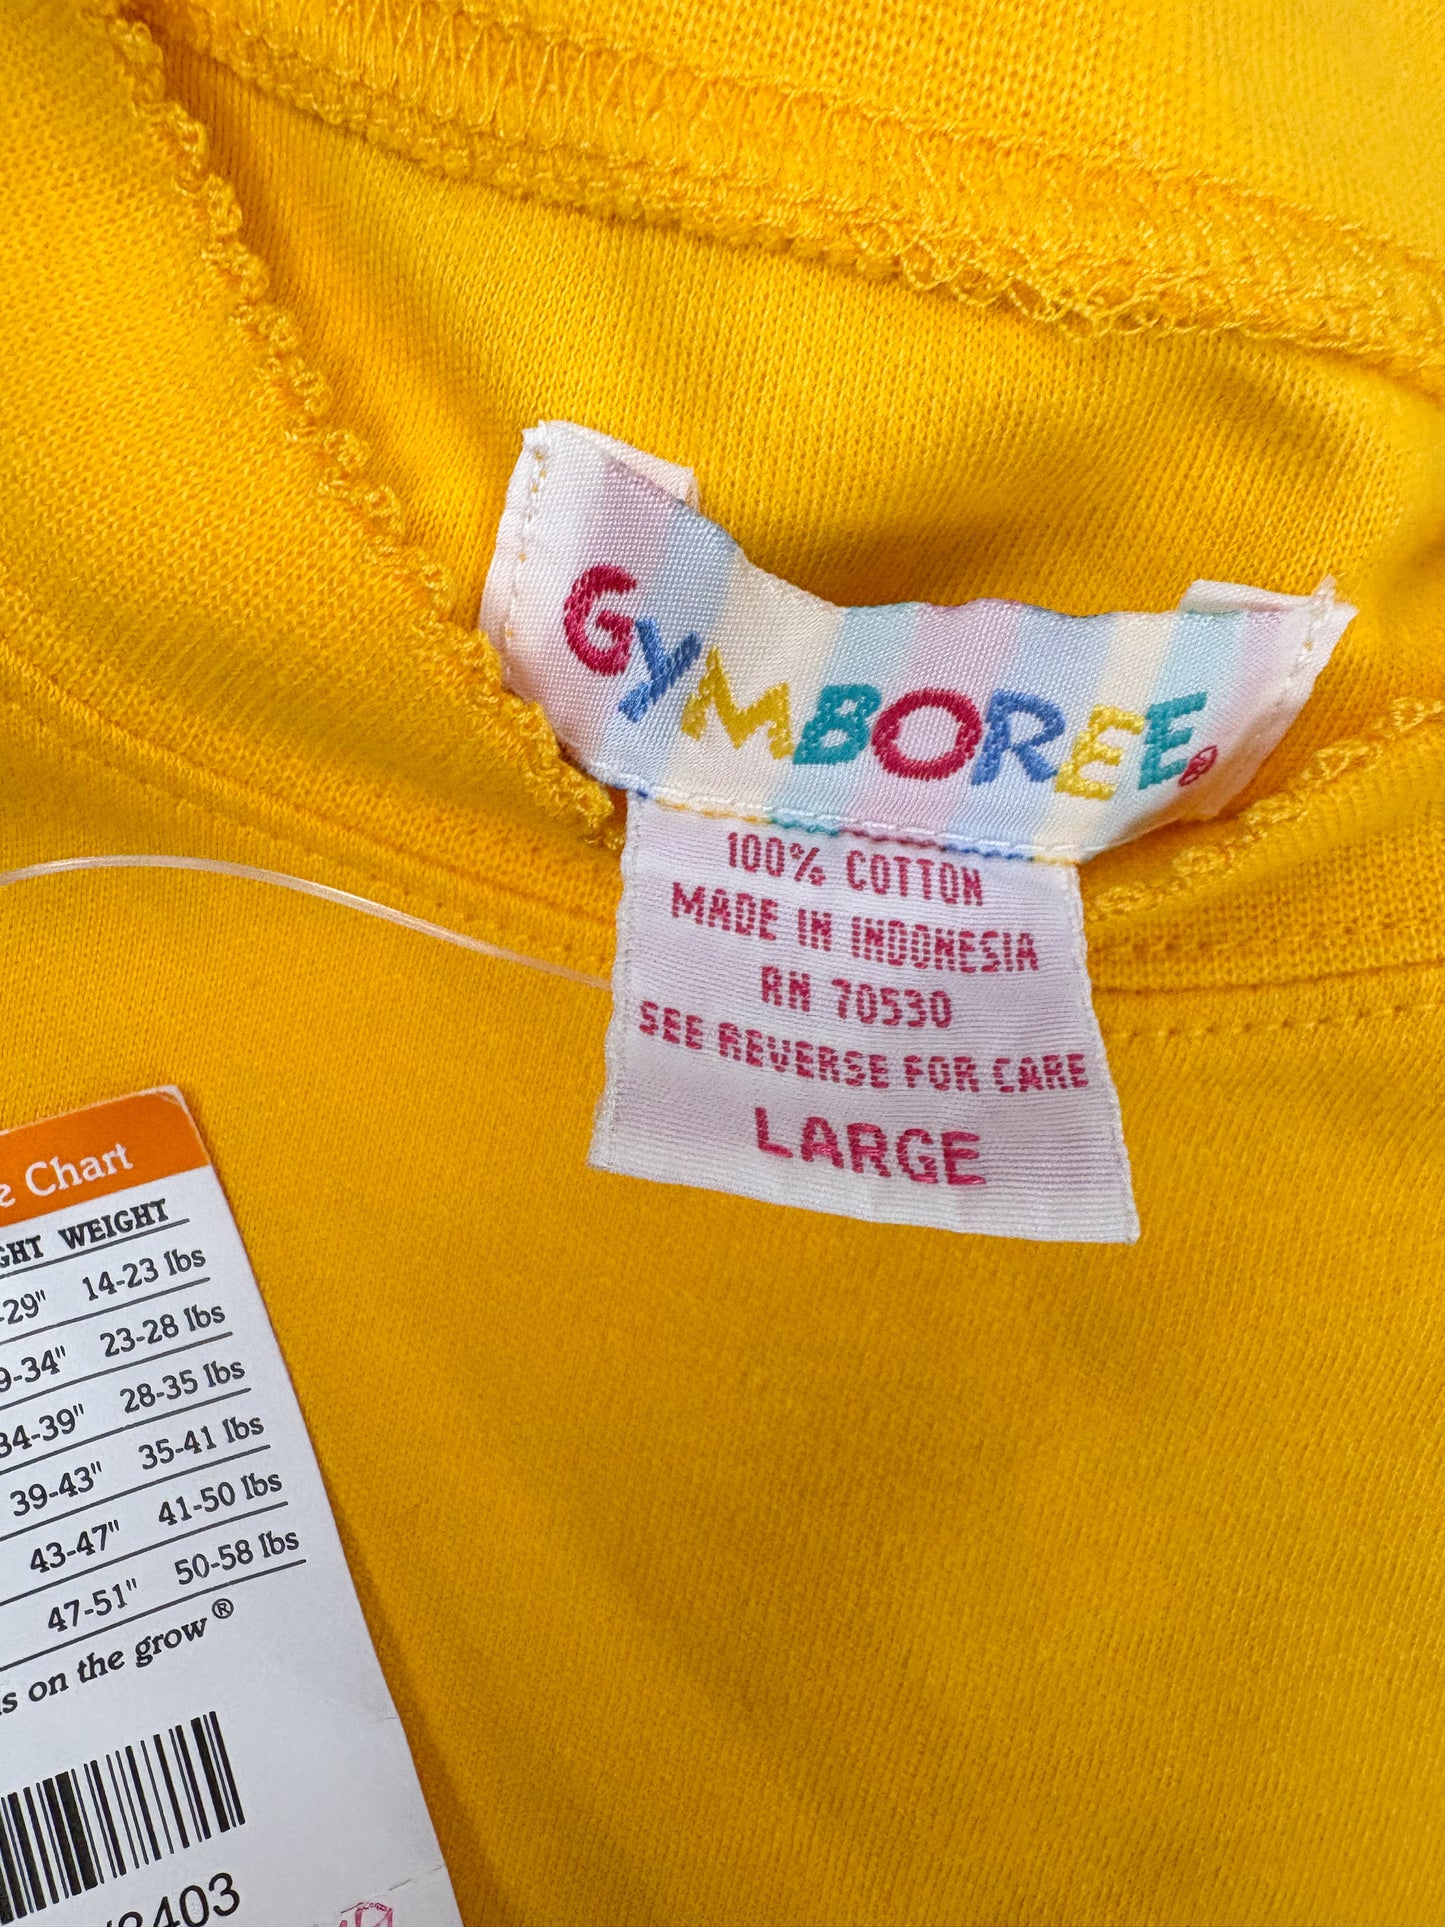 GYMBOREE®
100% COTTON
MADE IN INDONESIA
RN 70530
SEE REVERSE FOR CARE
LARGE
Chart
WEIGHT
-29" 14-23 lbs
-34" 23-28 lbs
34-39" 28-35 lbs
39-43" 35-41 lbs
43-47" 41-50 lbs
47-51" 50-58 lbs
on the grow®
8403